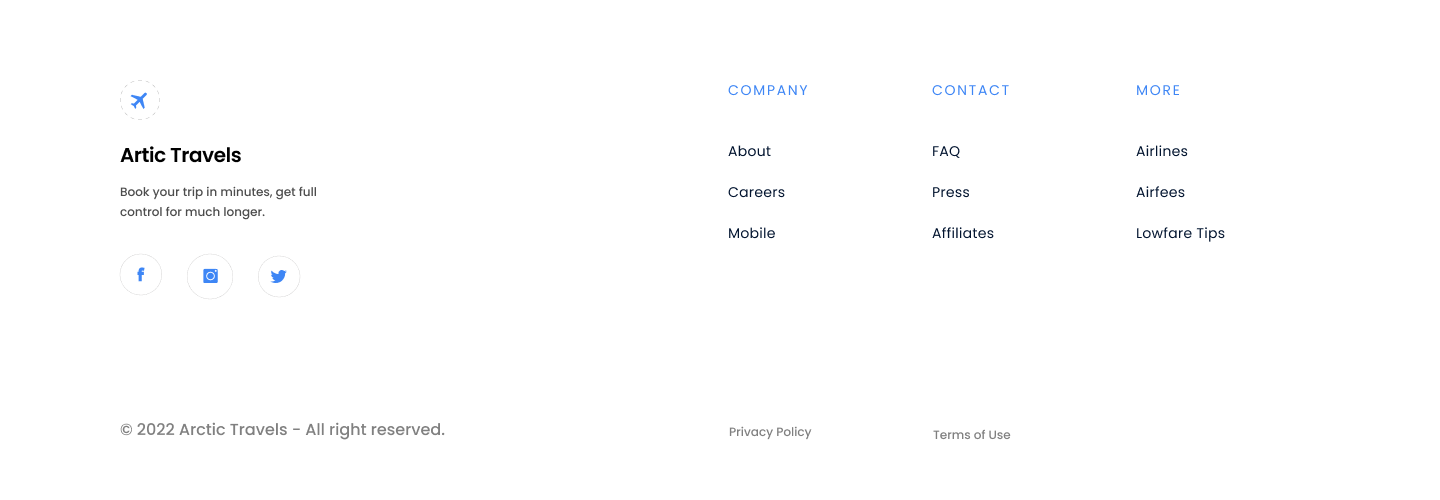 Artic Travels
Book your trip in minutes, get full
control for much longer.
COMPANY
About
Careers
Mobile
CONTACT
FAQ
Press
Affiliates
MORE
Airlines
Airfees
Lowfare Tips
© 2022 Arctic Travels - All right reserved.
Privacy Policy
Terms of Use